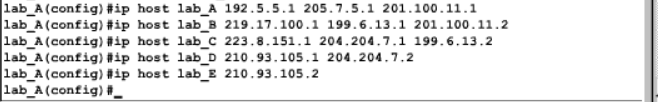 lab_A(config)#ip host lab_A 192.5.5.1 205.7.5.1 201.100.11.1
lab_A(config)#ip host lab_B 219.17.100.1 199.6.13.1 201.100.11.2
lab_A(config)#ip host lab_C 223.8.151.1 204.204.7.1 199.6.13.2
lab_A(config)#ip host lab_D 210.93.105.1 204.204.7.2
lab_A(config)#ip host lab_E 210.93.105.2
lab_A(config)#_